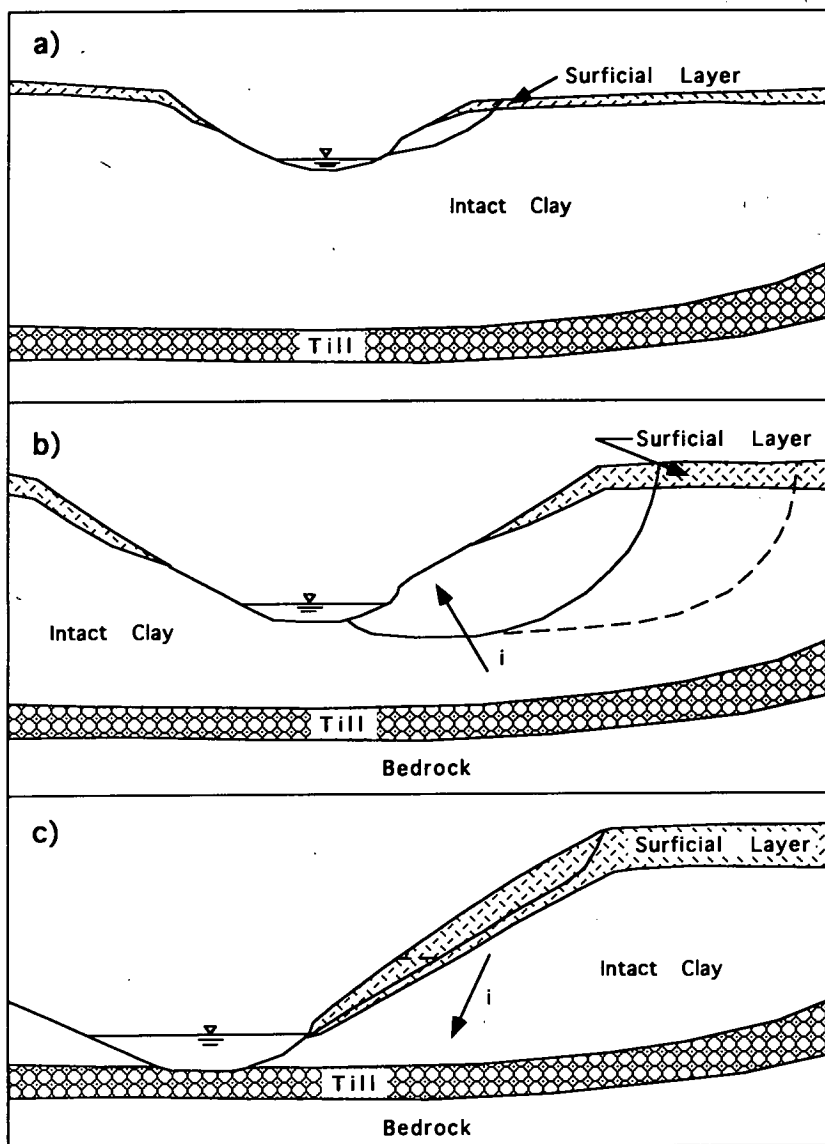 a)
Surficial Layer
Intact Clay
Till
b)
Surficial Layer
Intact Clay
i
Till
Bedrock
c)
Surficial Layer
Intact Clay
i
Till
Bedrock